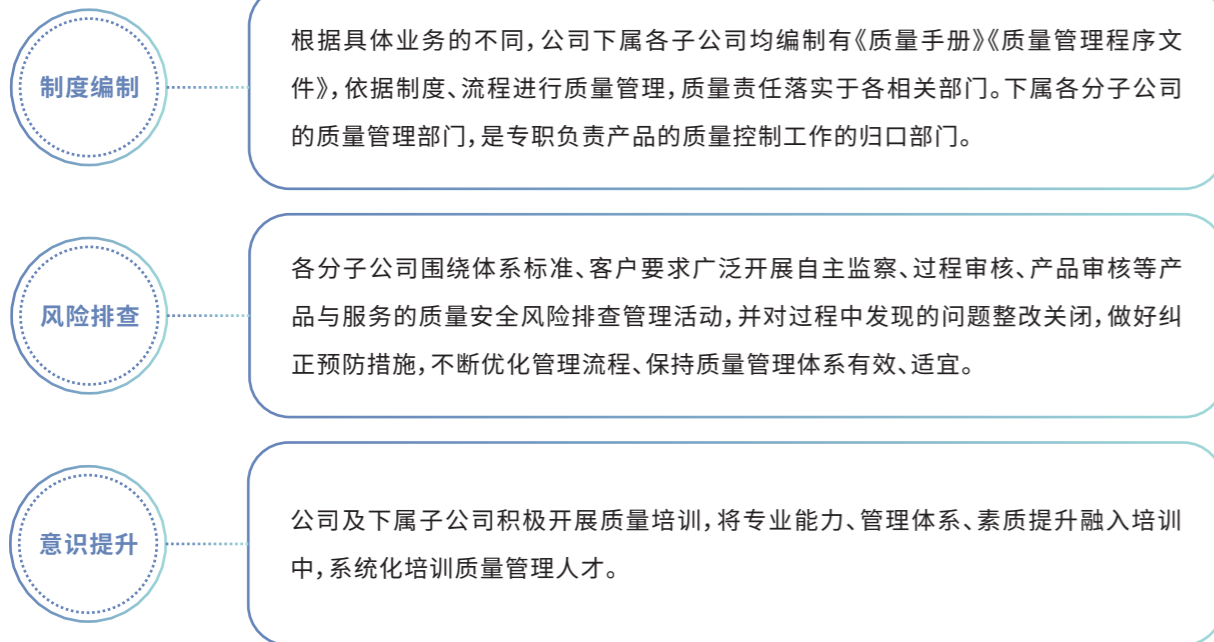 制度编制
根据具体业务的不同，公司下属各子公司均编制有《质量手册》《质量管理程序文
件》，依据制度、流程进行质量管理，质量责任落实于各相关部门。下属各分子公司
的质量管理部门，是专职负责产品的质量控制工作的归口部门。
风险排查
各分子公司围绕体系标准、客户要求广泛开展自主监察、过程审核、产品审核等产
品与服务的质量安全风险排查管理活动，并对过程中发现的问题整改关闭，做好纠
正预防措施，不断优化管理流程、保持质量管理体系有效、适宜。
意识提升
公司及下属子公司积极开展质量培训，将专业能力、管理体系、素质提升融入培训
中，系统化培训质量管理人才。